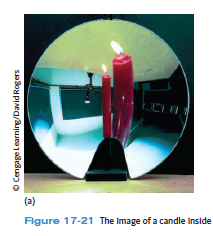 © Cengage Learning/David Rogers
(a)
Figure 17-21 The Image of a candle Inside